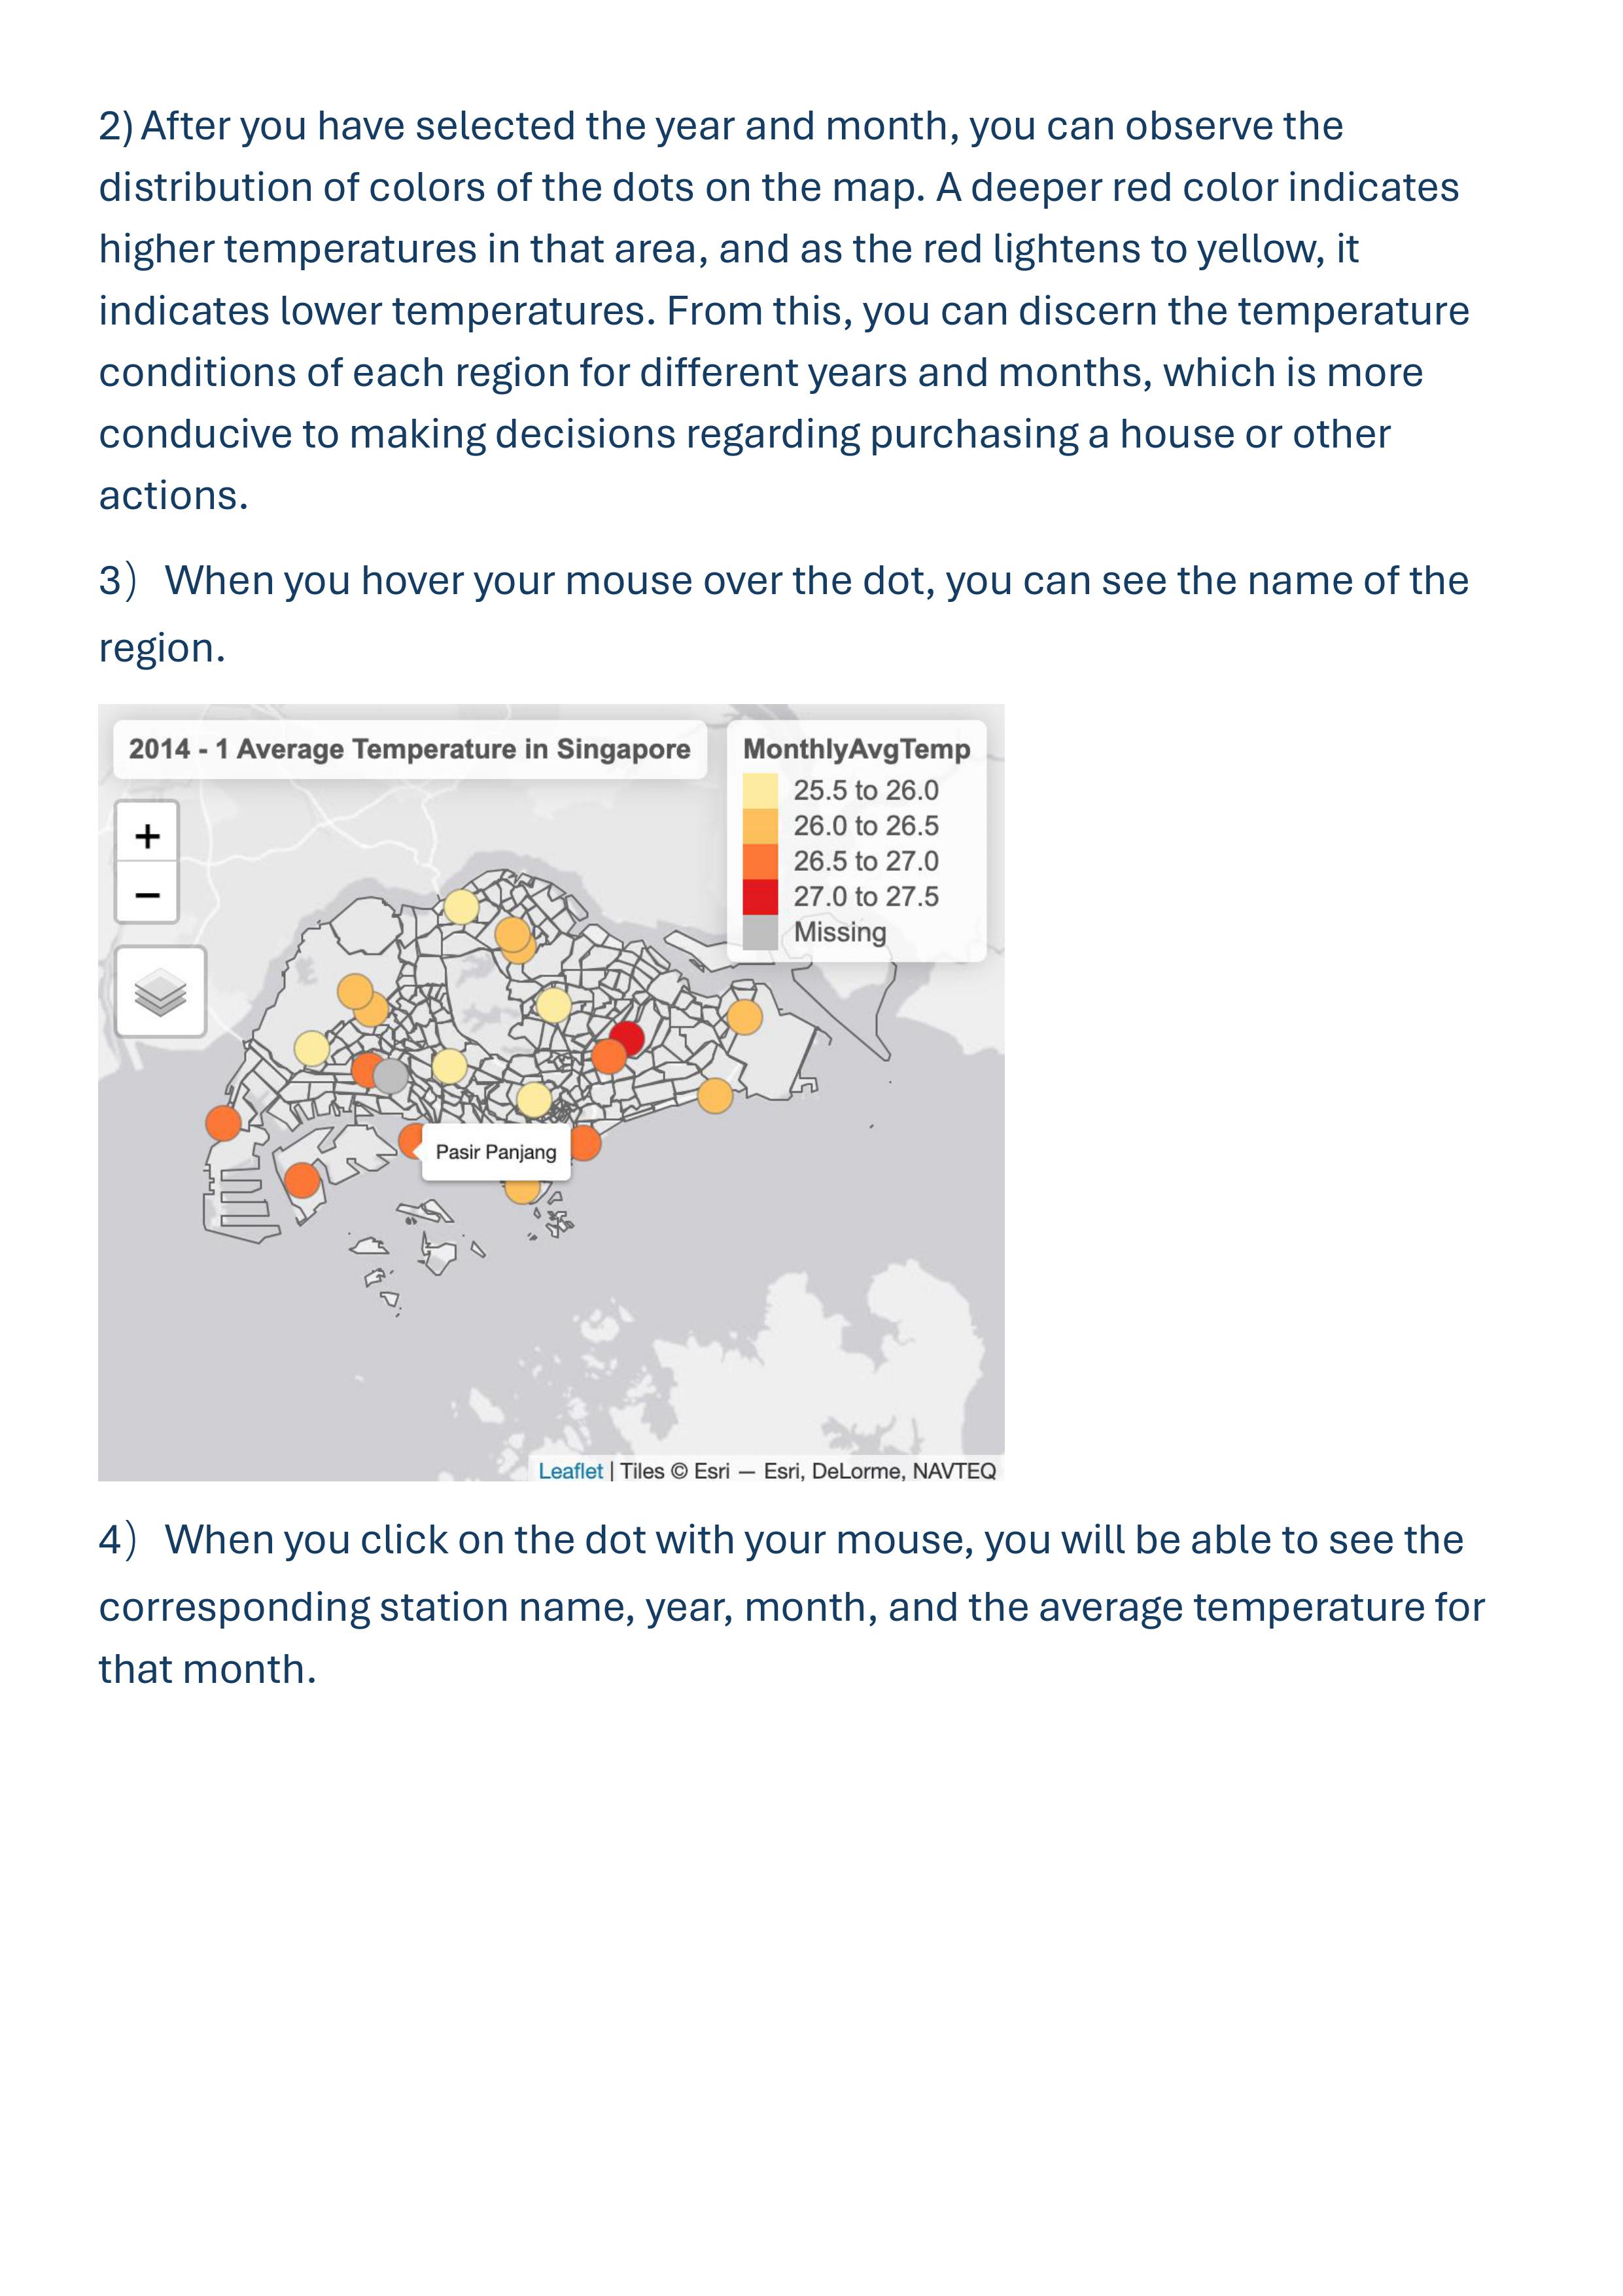 2) After you have selected the year and month, you can observe the
distribution of colors of the dots on the map. A deeper red color indicates
higher temperatures in that area, and as the red lightens to yellow, it
indicates lower temperatures. From this, you can discern the temperature
conditions of each region for different years and months, which is more
conducive to making decisions regarding purchasing a house or other
actions.
3） When you hover your mouse over the dot, you can see the name of the
region.
2014 - 1 Average Temperature in Singapore
MonthlyAvgTemp
25.5 to 26.0
26.0 to 26.5
26.5 to 27.0
27.0 to 27.5
Missing
+
−
Pasir Panjang
Leaflet | Tiles © Esri — Esri, DeLorme, NAVTEQ
4） When you click on the dot with your mouse, you will be able to see the
corresponding station name, year, month, and the average temperature for
that month.